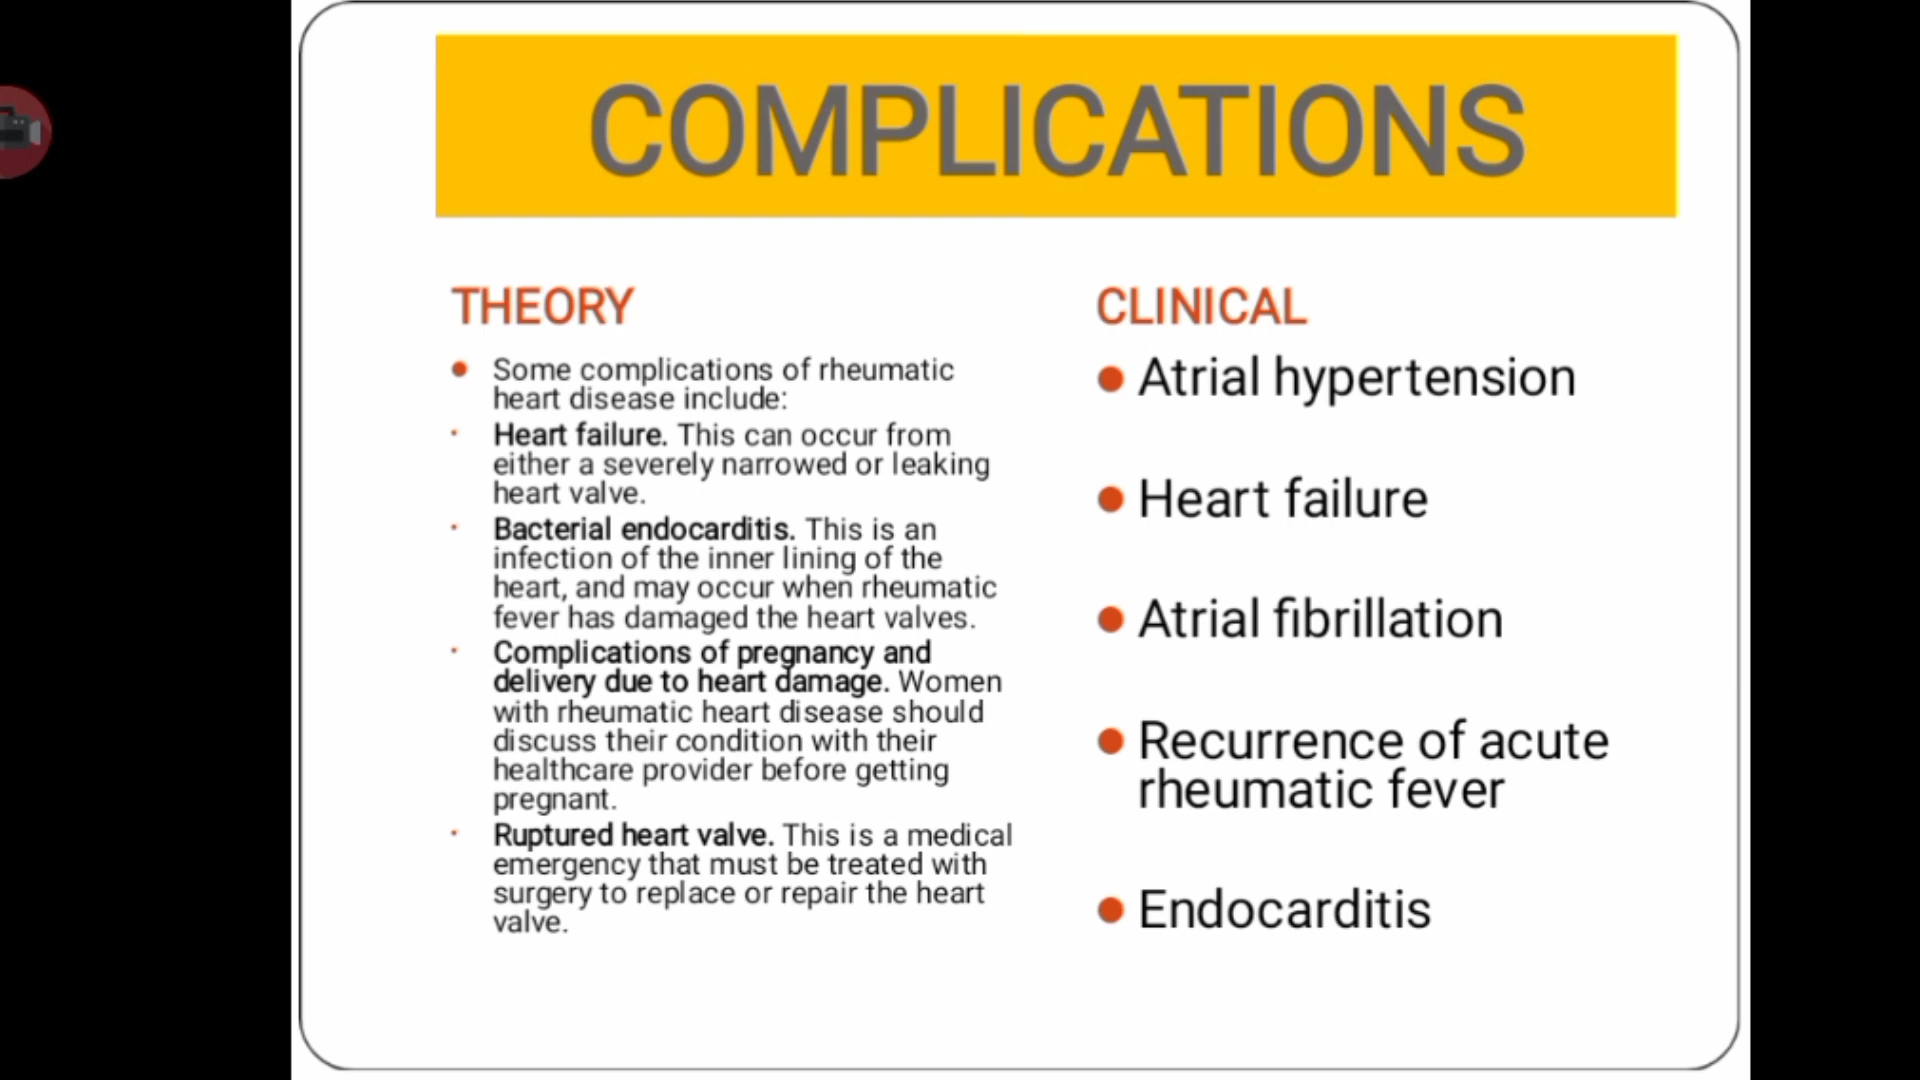 COMPLICATIONS
THEORY
Some complications of rheumatic
heart disease include:
Heart failure. This can occur from
either a severely narrowed or leaking
heart valve.
Bacterial endocarditis. This is an
infection of the inner lining of the
heart, and may occur when rheumatic
fever has damaged the heart valves.
Complications of pregnancy and
delivery due to heart damage. Women
with rheumatic heart disease should
discuss their condition with their
healthcare provider before getting
pregnant.
Ruptured heart valve. This is a medical
emergency that must be treated with
surgery to replace or repair the heart
valve.
CLINICAL
Atrial hypertension
Heart failure
Atrial fibrillation
Recurrence of acute
rheumatic fever
Endocarditis